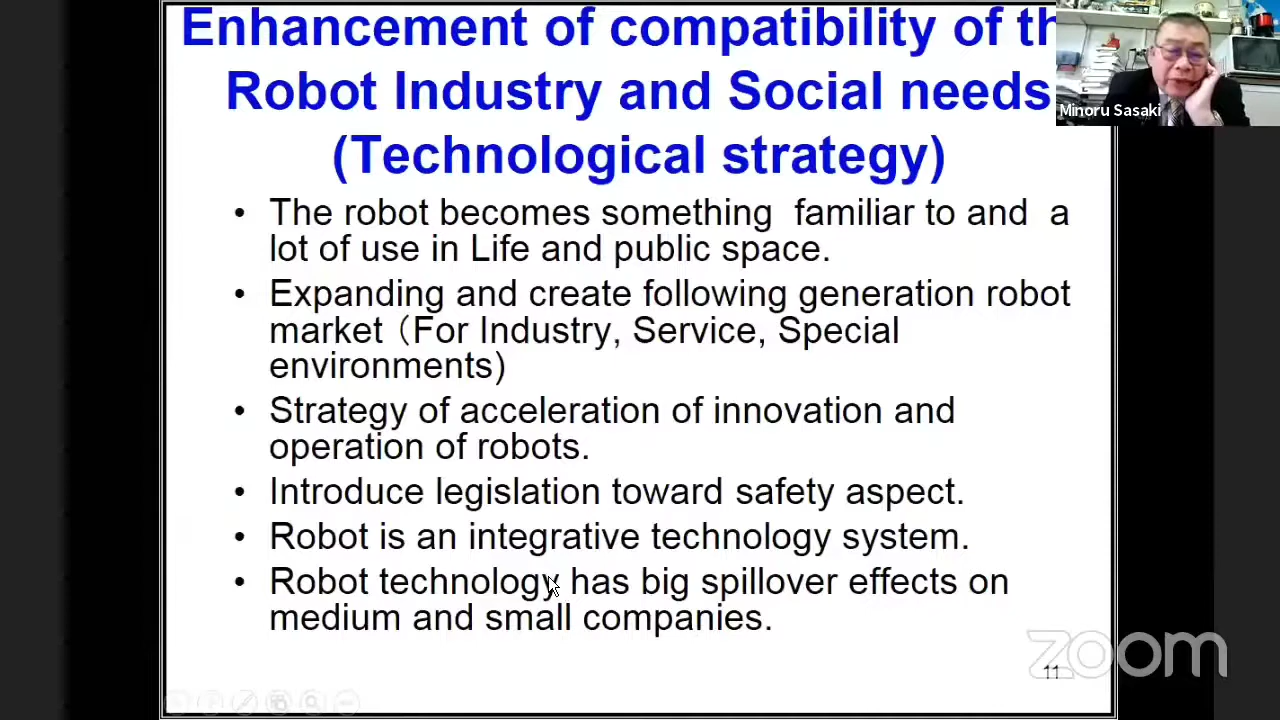 Enhancement of compatibility of th
Robot Industry and Social needs
(Technological strategy)
Minoru Sasaki
• The robot becomes something familiar to and a
lot of use in Life and public space.
• Expanding and create following generation robot
market（For Industry, Service, Special
environments)
• Strategy of acceleration of innovation and
operation of robots.
• Introduce legislation toward safety aspect.
• Robot is an integrative technology system.
• Robot technology has big spillover effects on
medium and small companies.
zoom
11